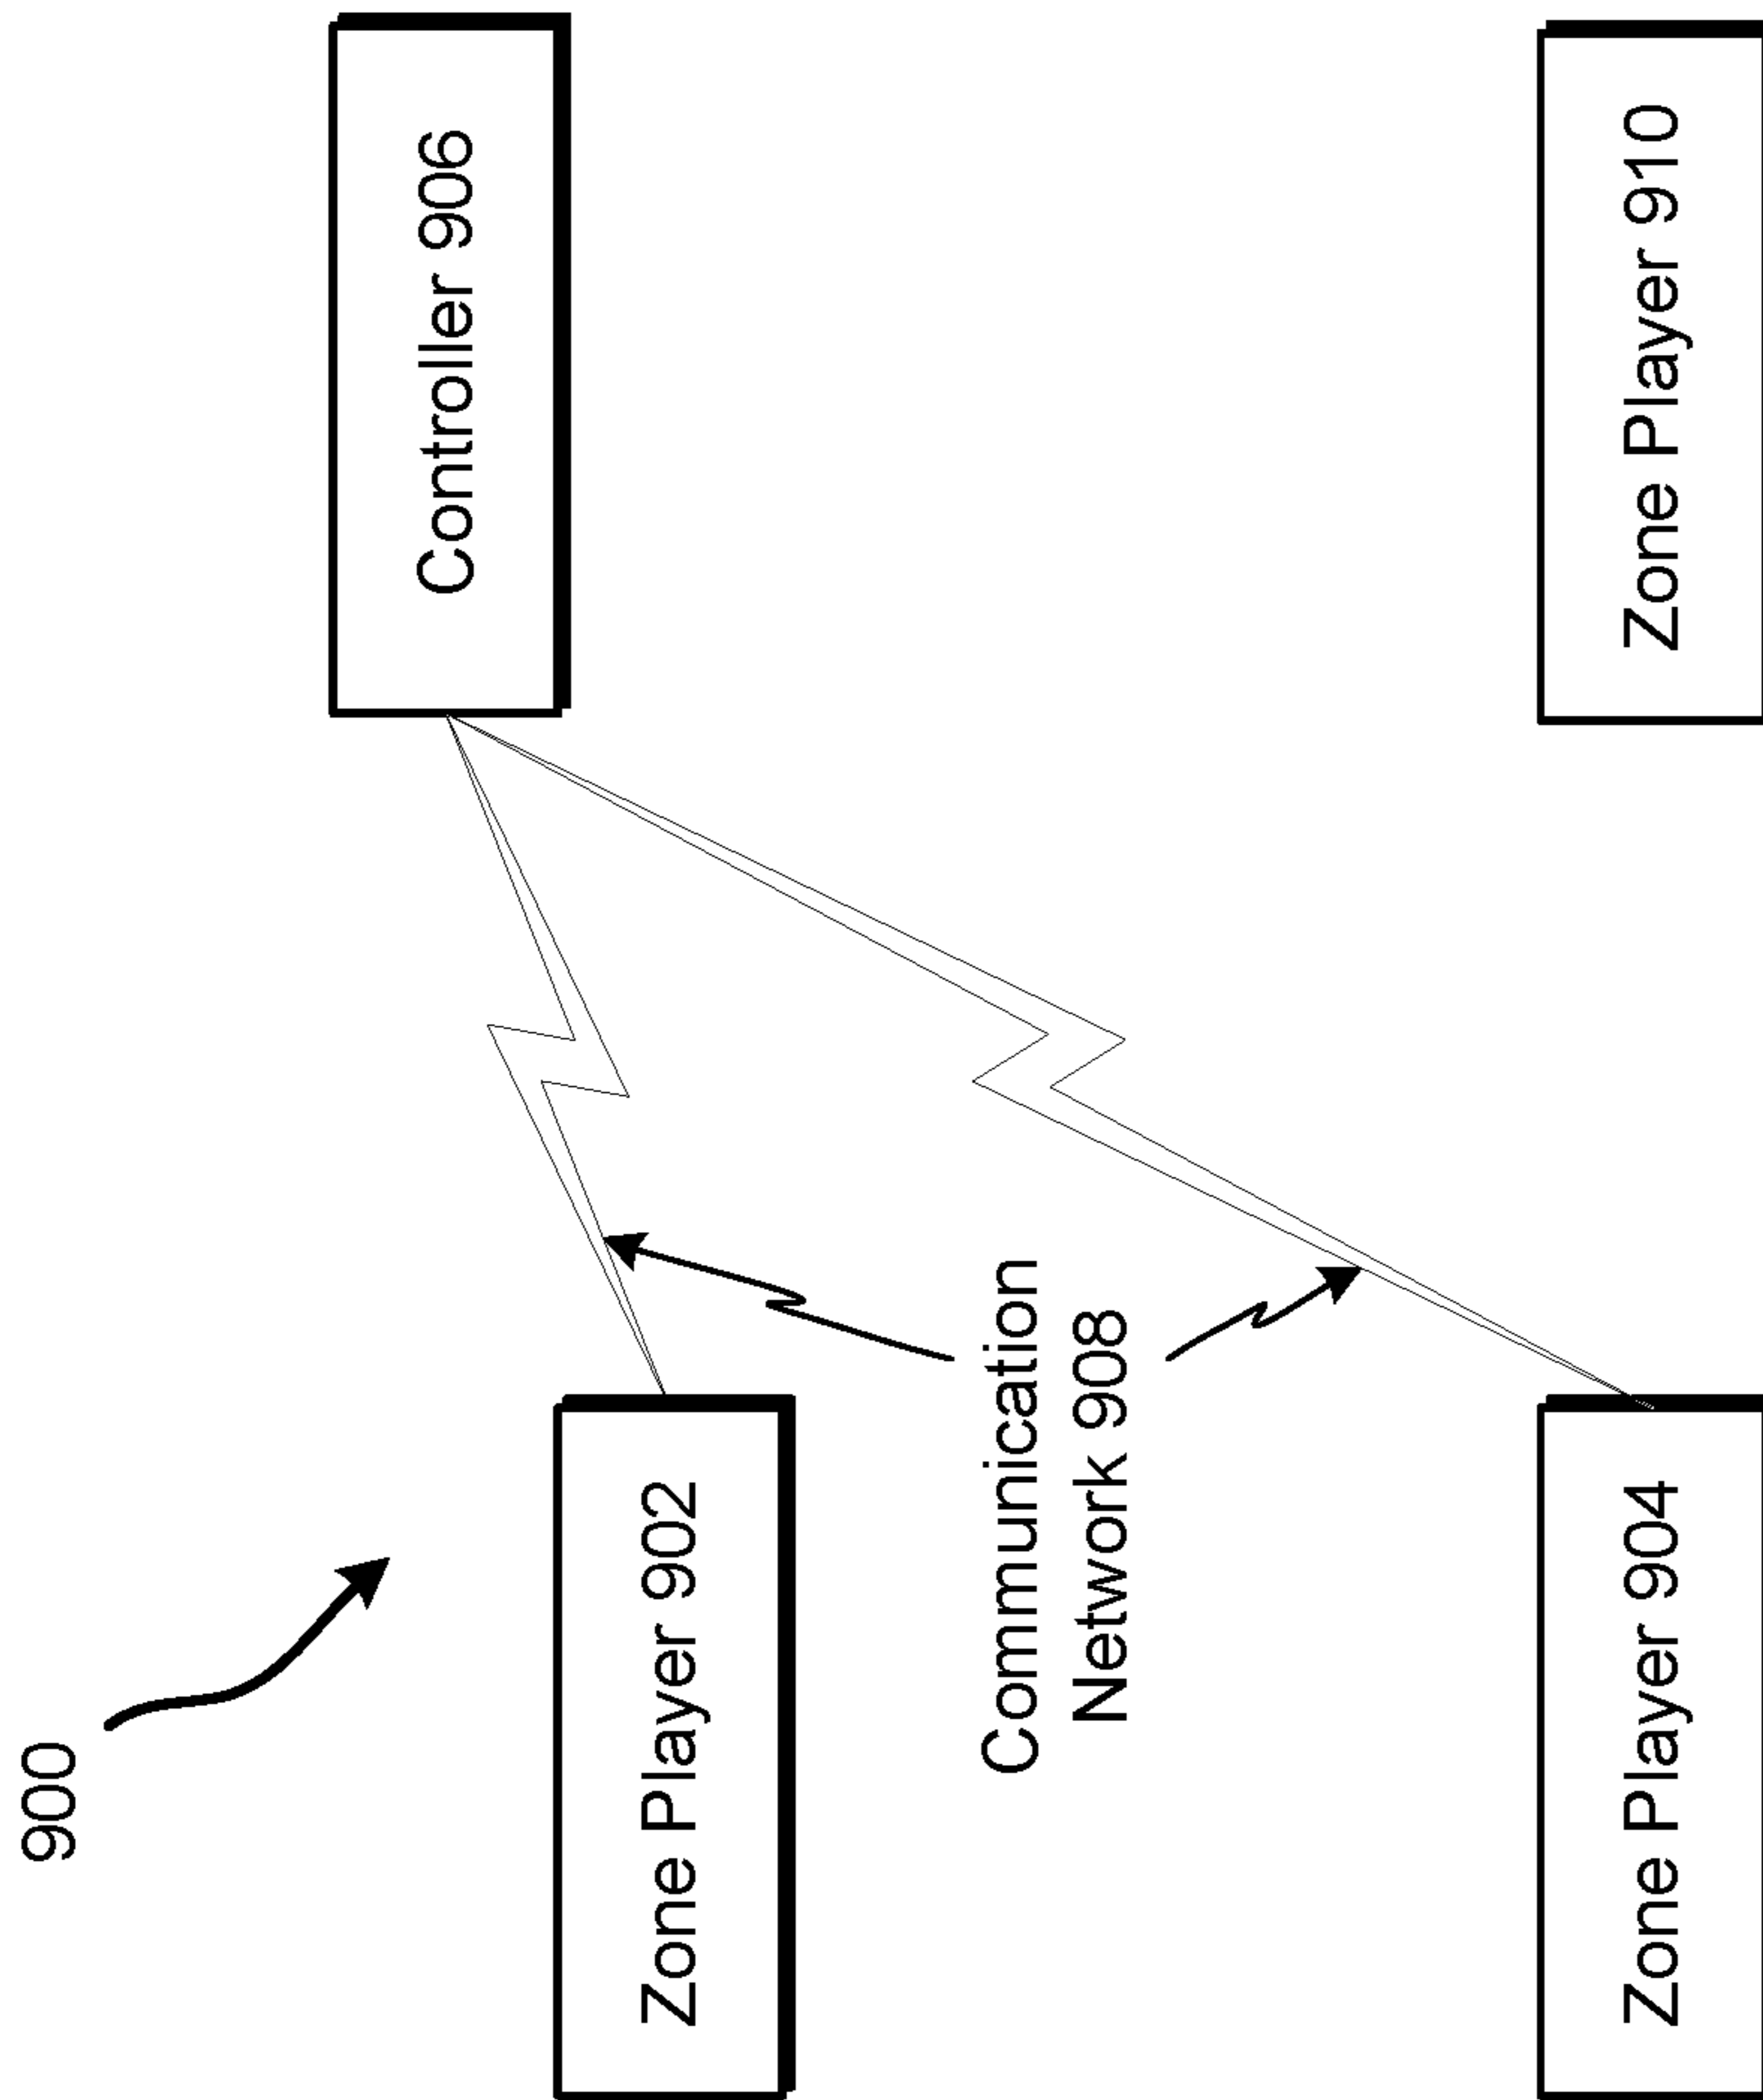 900
Controller 906
Zone Player 902
Communication
Network 908
Zone Player 904
Zone Player 910